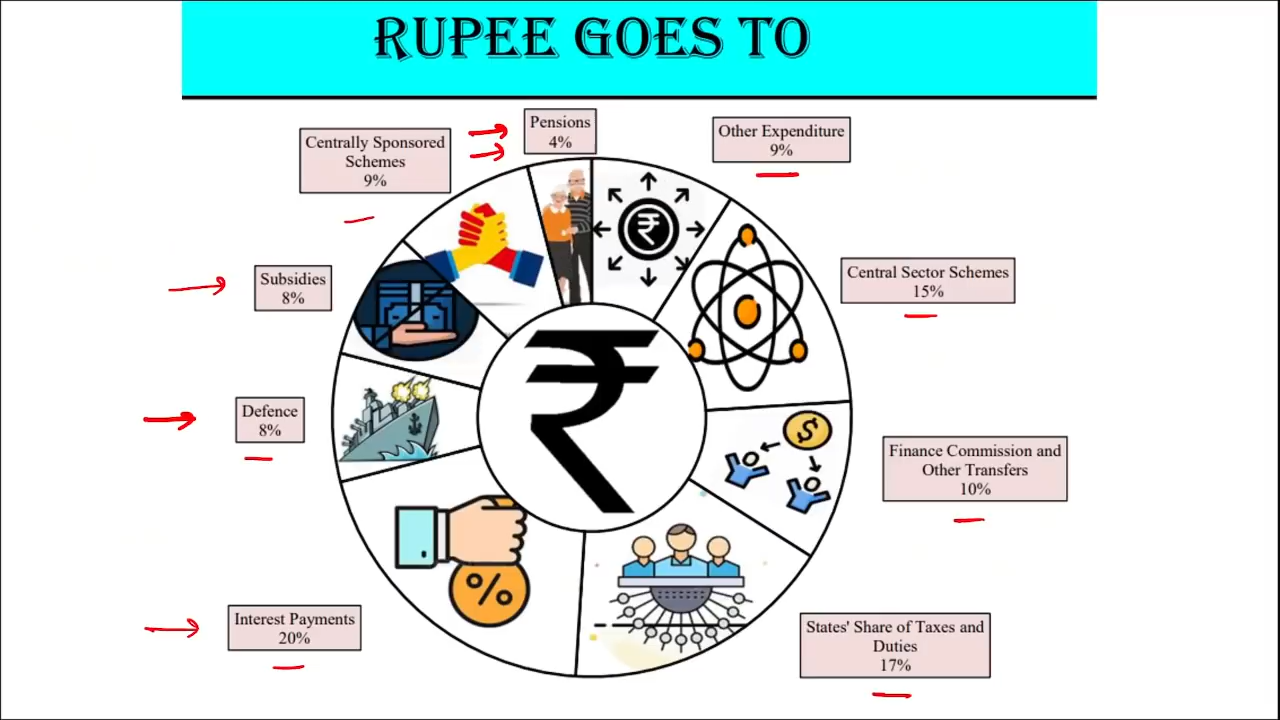 RUPEE GOES TO
Pensions
4%
Other Expenditure
9%
Centrally Sponsored
Schemes
9%
Subsidies
8%
Central Sector Schemes
15%
Defence
8%
Finance Commission and
Other Transfers
10%
Interest Payments
20%
States' Share of Taxes and
Duties
17%
₹
₹
$
%